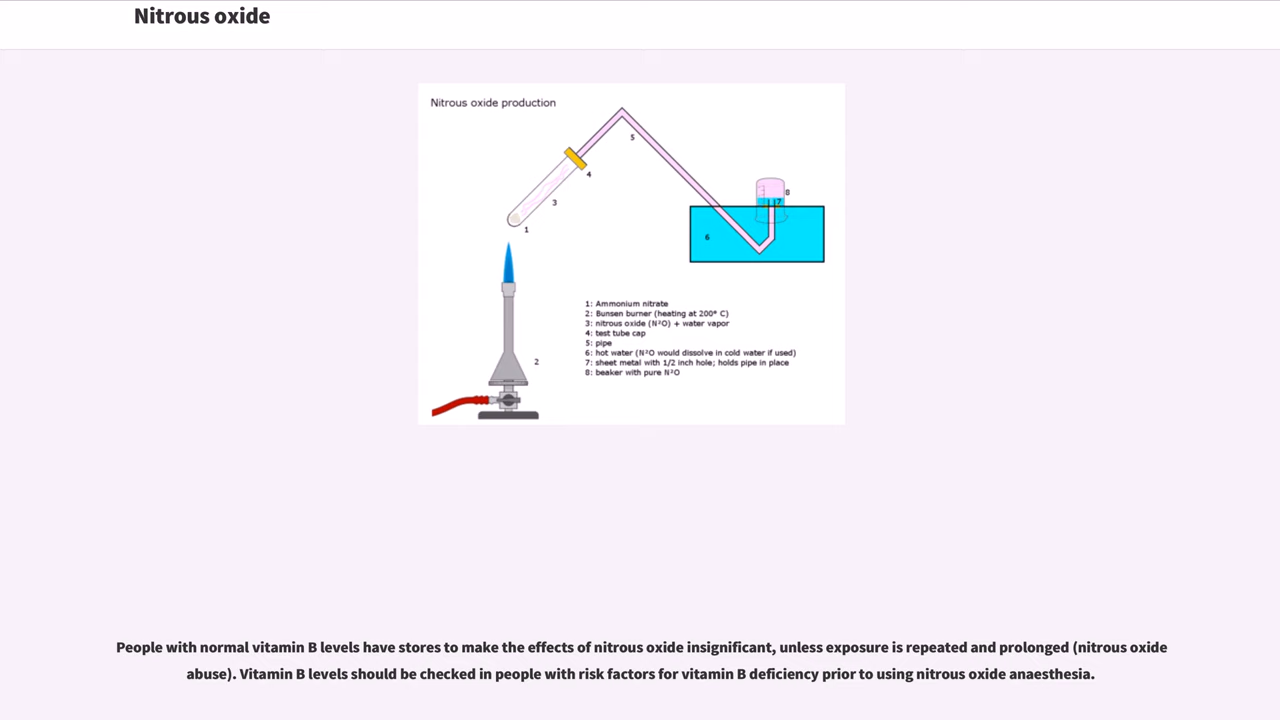 Nitrous oxide
Nitrous oxide production
5
4
8
3
7
1
6
1: Ammonium nitrate
2: Bunsen burner (heating at 200° C)
3: nitrous oxide (N²O) + water vapor
4: test tube cap
5: pipe
6: hot water (N²O would dissolve in cold water if used)
7: sheet metal with 1/2 inch hole; holds pipe in place
8: beaker with pure N²O
2
People with normal vitamin B levels have stores to make the effects of nitrous oxide insignificant, unless exposure is repeated and prolonged (nitrous oxide
abuse). Vitamin B levels should be checked in people with risk factors for vitamin B deficiency prior to using nitrous oxide anaesthesia.